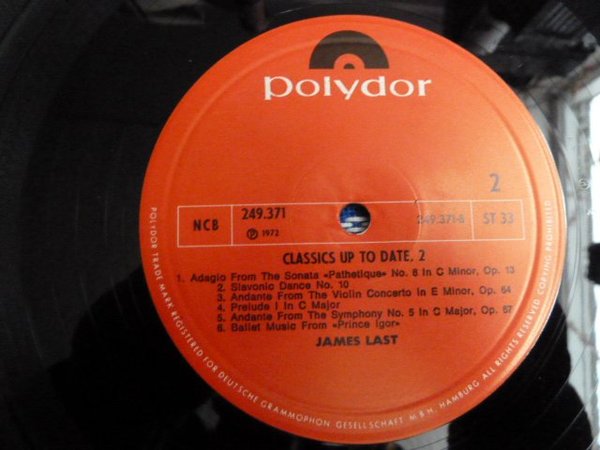 polydor
2
NCB
249.371
℗ 1972
249.371-B
ST 33
CLASSICS UP TO DATE, 2
1. Adagio From The Sonata «Pathetique» No. 8 In C Minor, Op. 13
2. Slavonic Dance No. 10
3. Andante From The Violin Concerto in E Minor, Op. 64
4. Prelude I In C Major
5. Andante From The Symphony No. 5 In C Major, Op. 67
6. Ballet Music From «Prince Igor»
JAMES LAST
POLYDOR TRADE MARK REGISTERED FOR DEUTSCHE GRAMMOPHON GESELLSCHAFT M·B·H, HAMBURG ALL RIGHTS RESERVED COPYING PROHIBITED